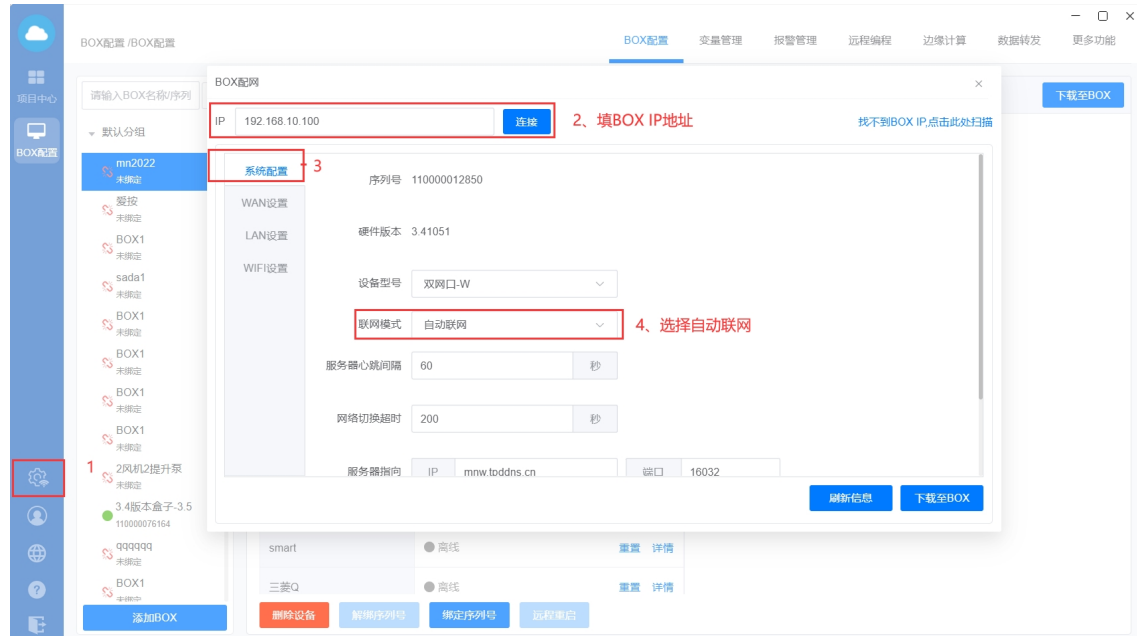 BOX配置 /BOX配置
BOX配置 变量管理 报警管理 远程编程 边缘计算 数据转发 更多功能
项目中心
BOX配置
请输入BOX名称/序列
下载至BOX
默认分组
mn2022
未绑定
爱按
未绑定
BOX1
未绑定
sada1
未绑定
BOX1
未绑定
BOX1
未绑定
BOX1
未绑定
BOX1
未绑定
1
2风机2提升泵
未绑定
3.4版本盒子-3.5
110000076164
qqqqqq
未绑定
BOX1
未绑定
添加BOX
BOX配网
IP 192.168.10.100 连接 2、填BOX IP地址
找不到BOX IP,点击此处扫描
系统配置 3
WAN设置
LAN设置
WIFI设置
序列号 110000012850
硬件版本 3.41051
设备型号 双网口-W
联网模式 自动联网 4、选择自动联网
服务器心跳间隔 60 秒
网络切换超时 200 秒
服务器指向 IP mnw.tpddns.cn 端口 16032
刷新信息 下载至BOX
smart 离线 重置 详情
三菱Q 离线 重置 详情
删除设备 解绑序列号 绑定序列号 远程重启